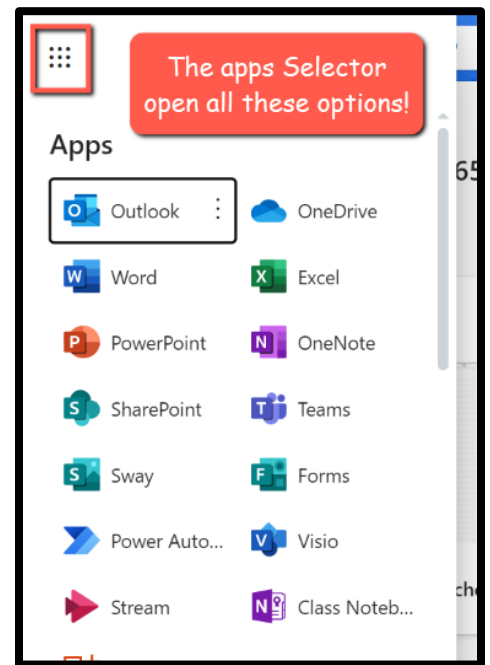 The apps Selector
open all these options!
Apps
65
Outlook
OneDrive
Word
Excel
PowerPoint
OneNote
SharePoint
Teams
Sway
Forms
Power Auto...
Visio
Stream
Class Noteb...